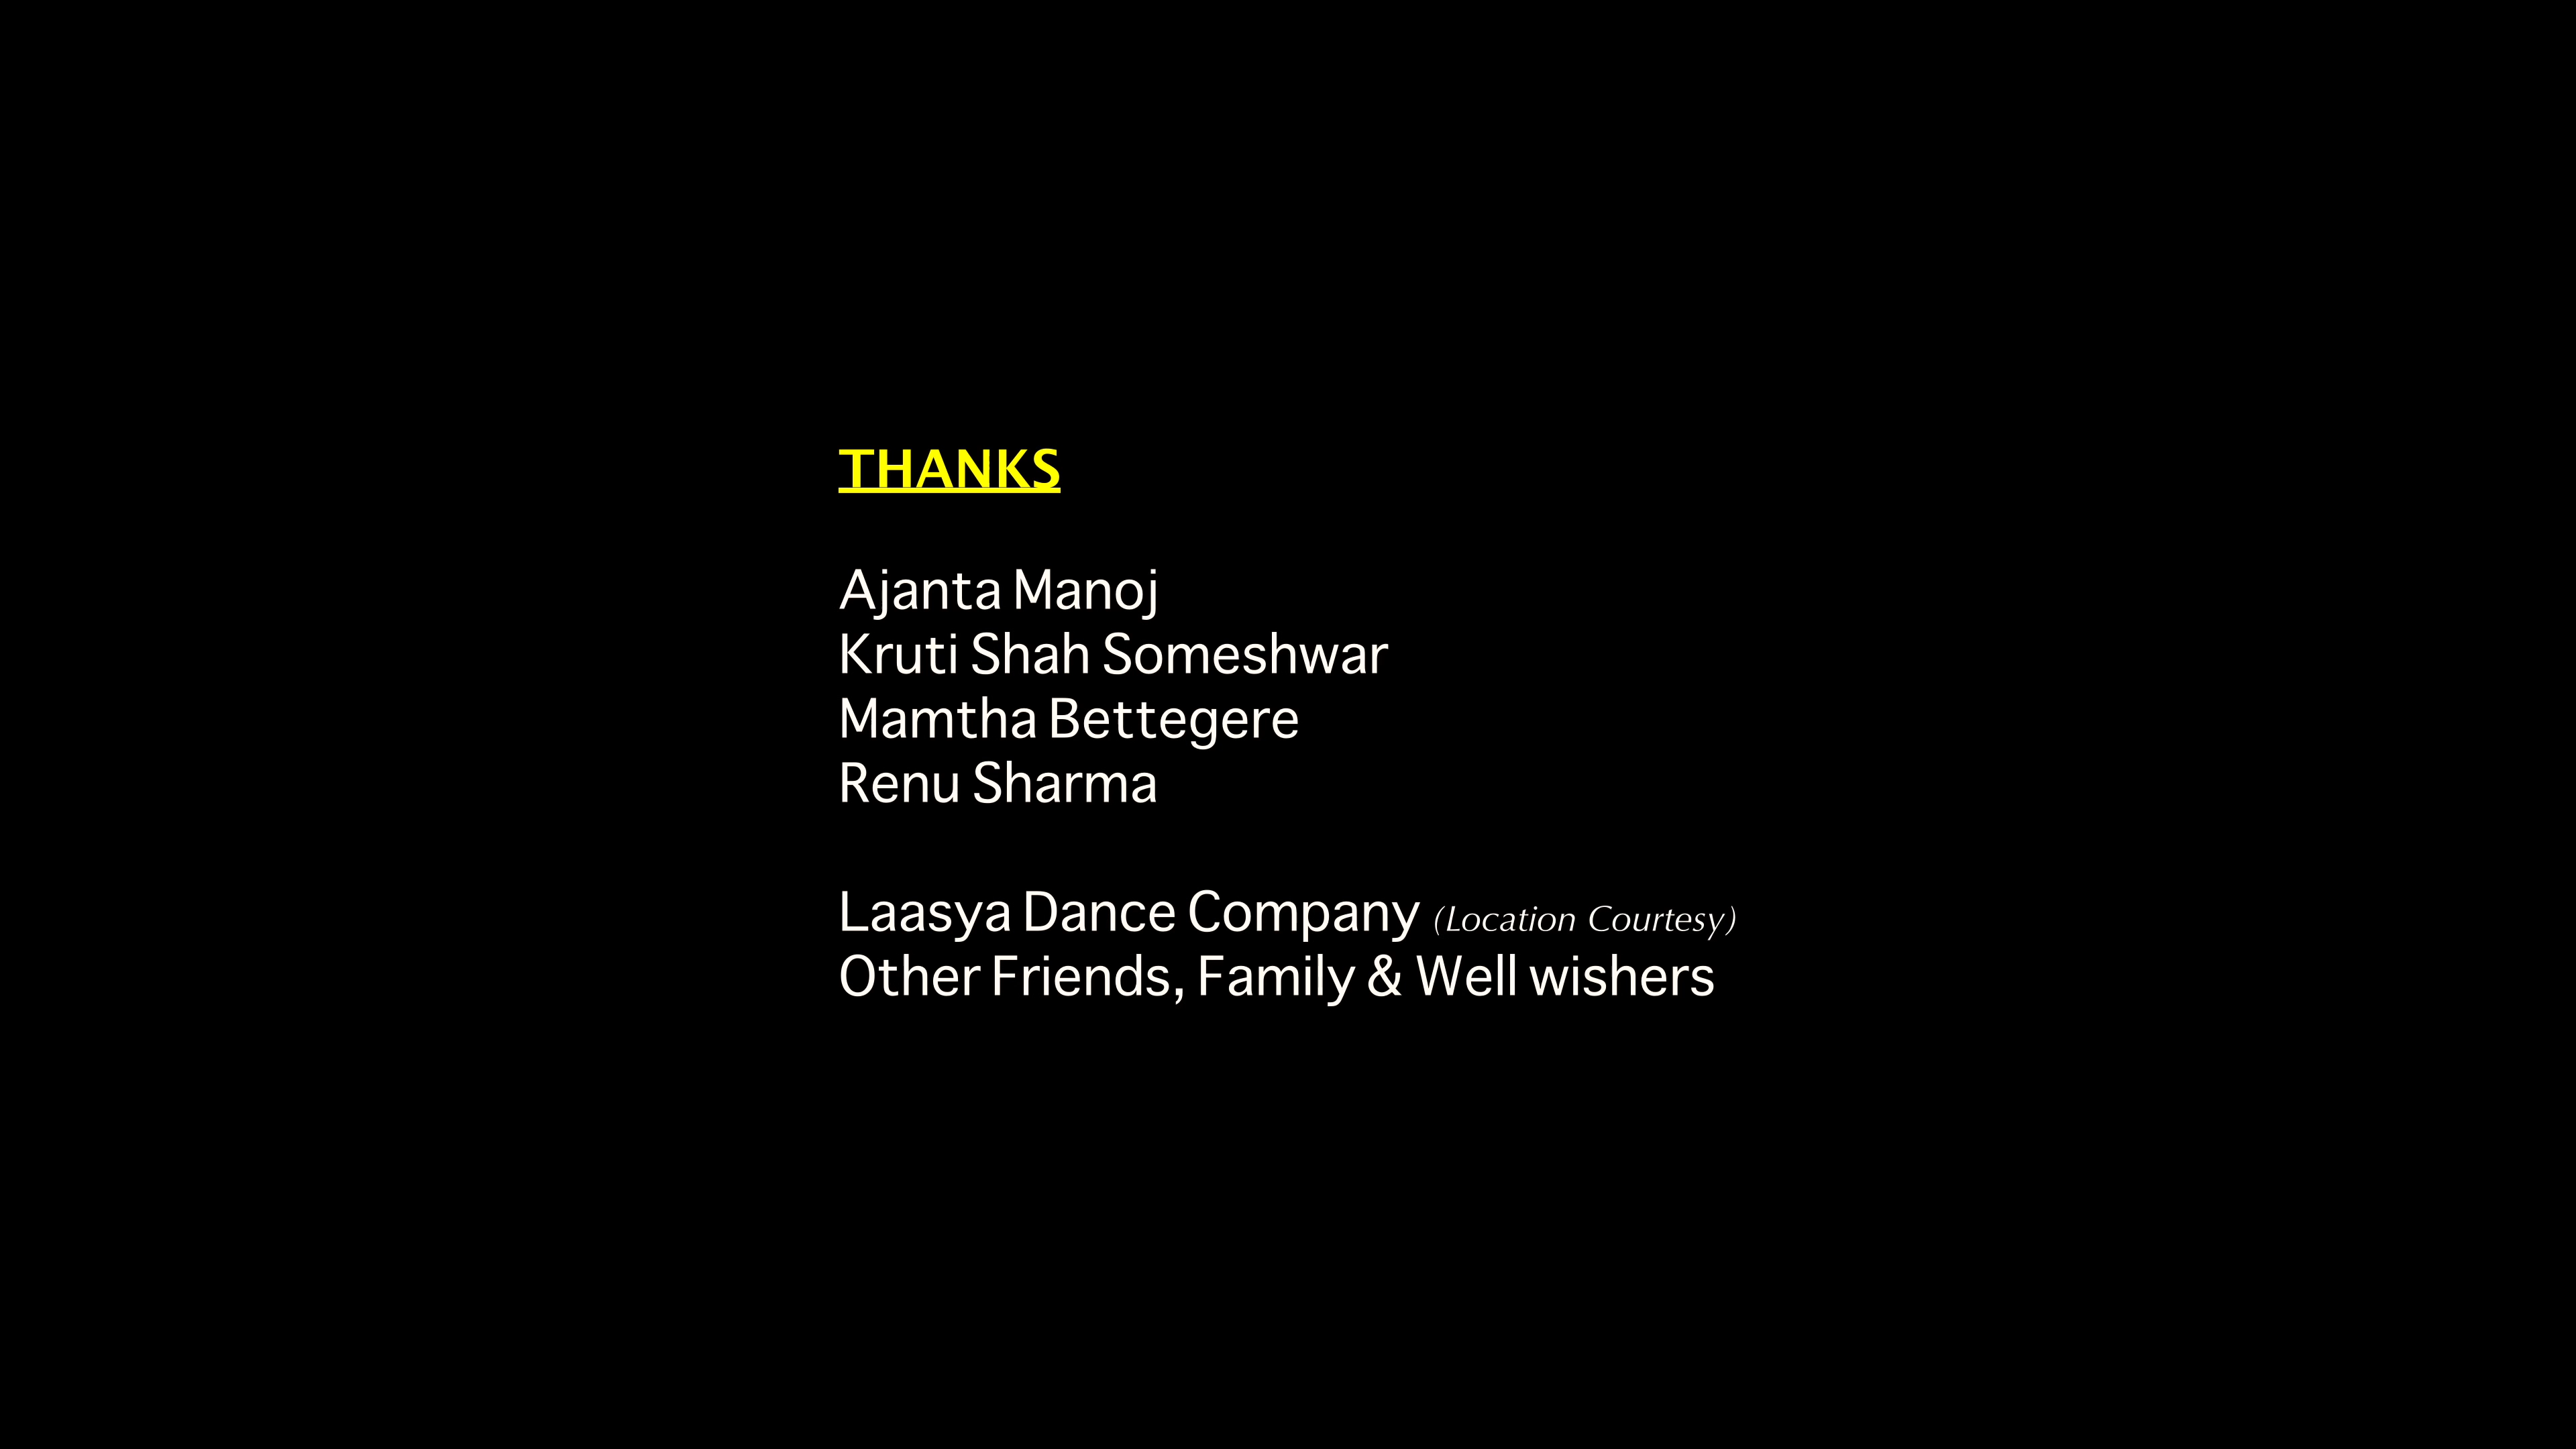 THANKS
Ajanta Manoj
Kruti Shah Someshwar
Mamtha Bettegere
Renu Sharma
Laasya Dance Company (Location Courtesy)
Other Friends, Family & Well wishers